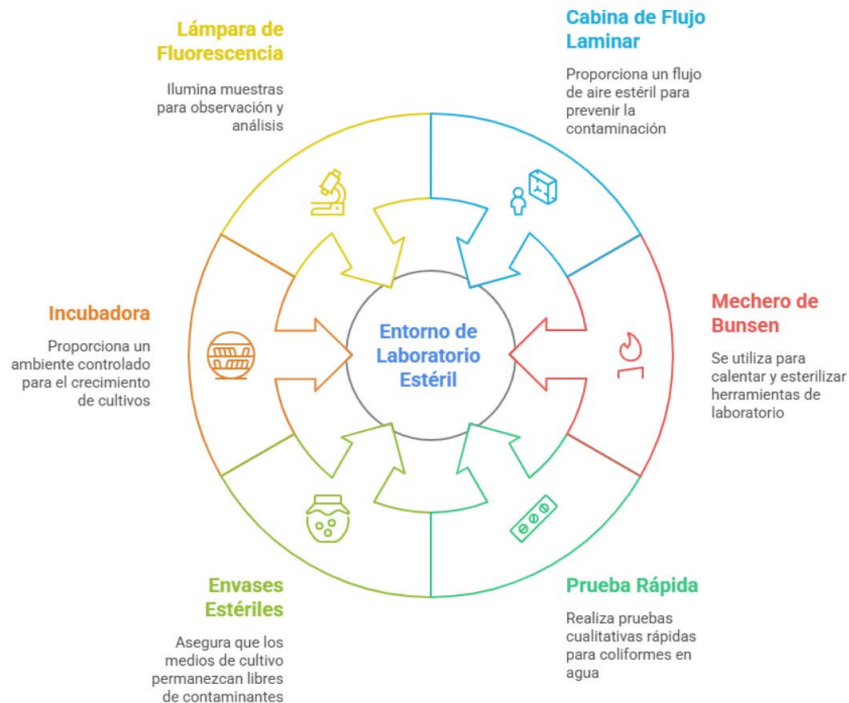 Lámpara de
Fluorescencia
Ilumina muestras
para observación y
análisis
Cabina de Flujo
Laminar
Proporciona un flujo
de aire estéril para
prevenir la
contaminación
Incubadora
Proporciona un
ambiente controlado
para el crecimiento
de cultivos
Entorno de
Laboratorio
Estéril
Mechero de
Bunsen
Se utiliza para
calentar y esterilizar
herramientas de
laboratorio
Envases
Estériles
Asegura que los
medios de cultivo
permanezcan libres
de contaminantes
Prueba Rápida
Realiza pruebas
cualitativas rápidas
para coliformes en
agua